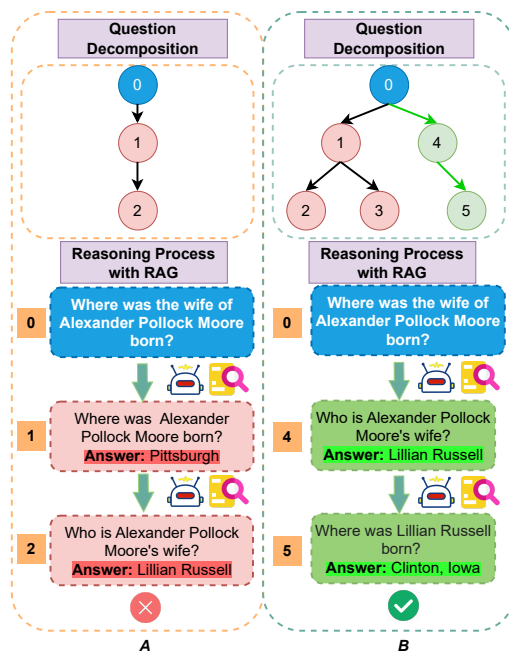 Question
Decomposition
0
1
2
Reasoning Process
with RAG
0
Where was the wife of
Alexander Pollock Moore
born?
1
Where was Alexander
Pollock Moore born?
Answer: Pittsburgh
2
Who is Alexander Pollock
Moore's wife?
Answer: Lillian Russell
A
Question
Decomposition
0
1
4
2
3
5
Reasoning Process
with RAG
0
Where was the wife of
Alexander Pollock Moore
born?
4
Who is Alexander Pollock
Moore's wife?
Answer: Lillian Russell
5
Where was Lillian Russell
born?
Answer: Clinton, Iowa
B